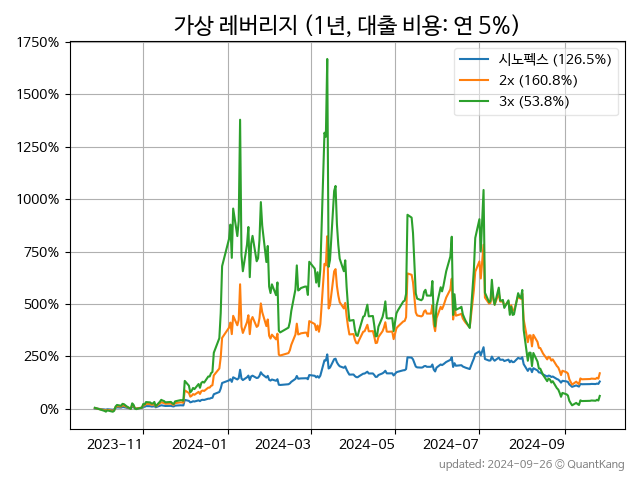 가상 레버리지 (1년, 대출 비용: 연 5%)
1750%
1500%
1250%
1000%
750%
500%
250%
0%
시노펙스 (126.5%)
2x (160.8%)
3x (53.8%)
2023-11
2024-01
2024-03
2024-05
2024-07
2024-09
updated: 2024-09-26 © QuantKang